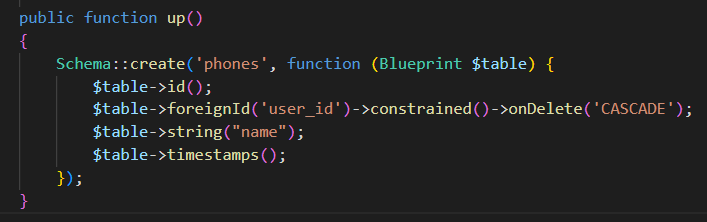 public function up()
{
    Schema::create('phones', function (Blueprint $table) {
        $table->id();
        $table->foreignId('user_id')->constrained()->onDelete('CASCADE');
        $table->string("name");
        $table->timestamps();
    });
}